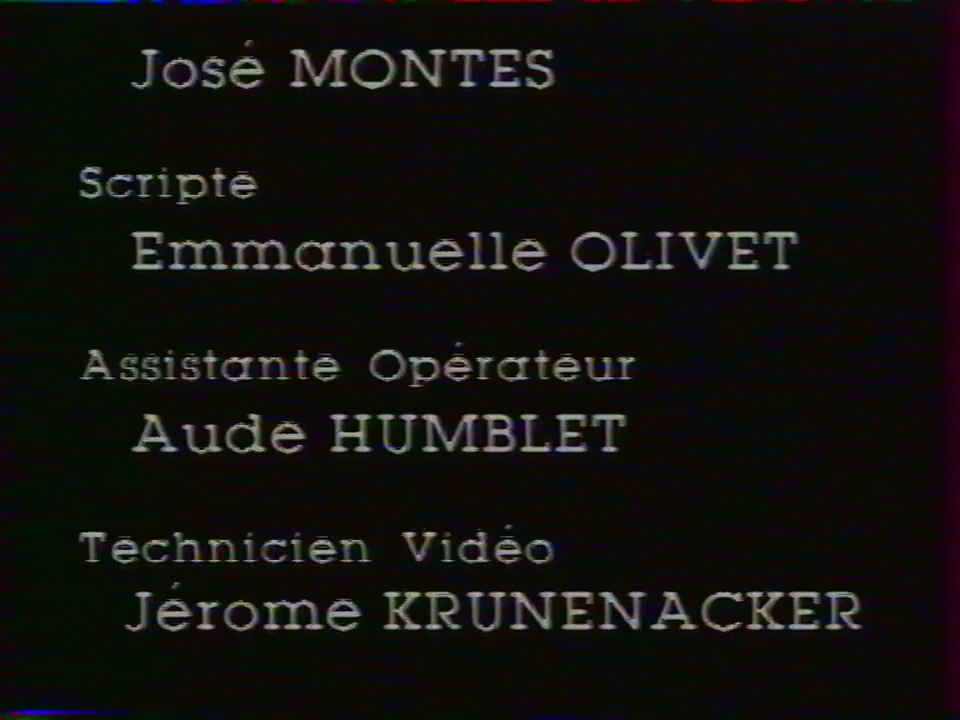 José MONTES
Scripte
Emmanuelle OLIVET
Assistante Opérateur
Aude HUMBLET
Technicien Vidéo
Jérome KRUNENACKER